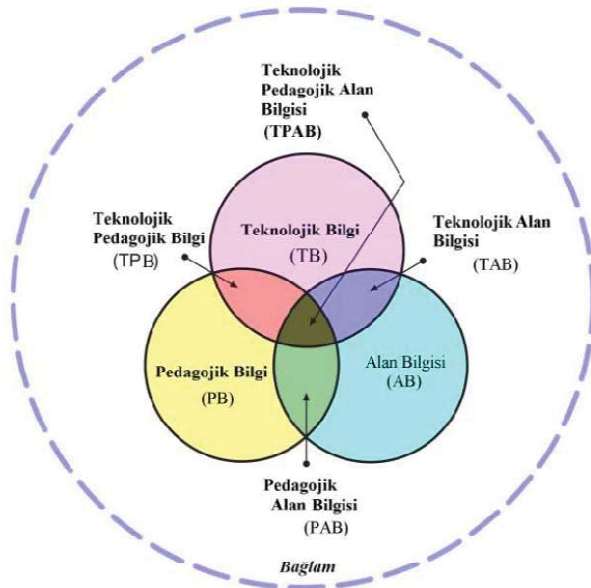 Teknolojik
Pedagojik Alan
Bilgisi
(TPAB)
Teknolojik
Pedagojik Bilgi
(TPB)
Teknolojik Bilgi
(TB)
Teknolojik Alan
Bilgisi
(TAB)
Pedagojik Bilgi
(PB)
Alan Bilgisi
(AB)
Pedagojik
Alan Bilgisi
(PAB)
Bağlam